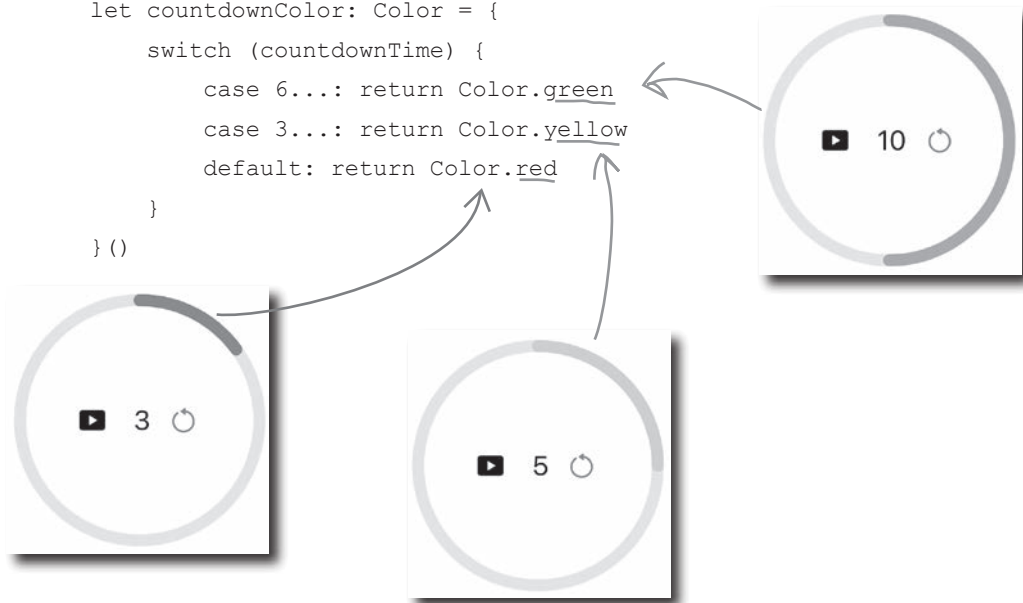 let countdownColor: Color = {
switch (countdownTime) {
case 6...: return Color.green
case 3...: return Color.yellow
default: return Color.red
}
}()
10
3
5